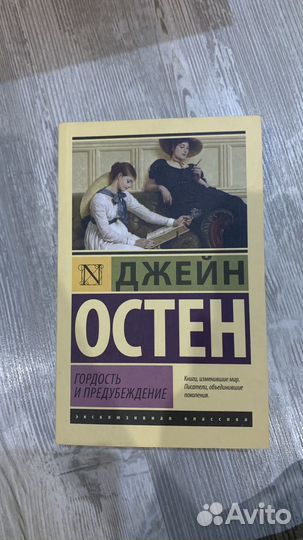 N
ДЖЕЙН
ОСТЕН
ГОРДОСТЬ
И ПРЕДУБЕЖДЕНИЕ
Книги, изменившие мир.
Писатели, объединившие
поколения.
ЭКСКЛЮЗИВНАЯ КЛАССИКА
Avito